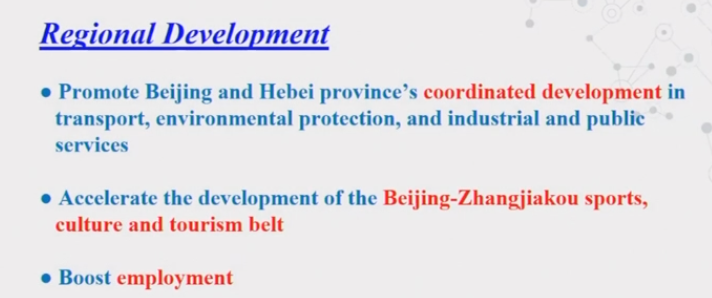 Regional Development
● Promote Beijing and Hebei province’s coordinated development in
transport, environmental protection, and industrial and public
services
● Accelerate the development of the Beijing-Zhangjiakou sports,
culture and tourism belt
● Boost employment